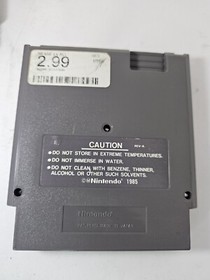 2.99
CAUTION
REV-A
•DO NOT STORE IN EXTREME TEMPERATURES.
•DO NOT IMMERSE IN WATER.
•DO NOT CLEAN WITH BENZENE, THINNER,
ALCOHOL OR OTHER SUCH SOLVENTS.
©Nintendo 1985
Nintendo